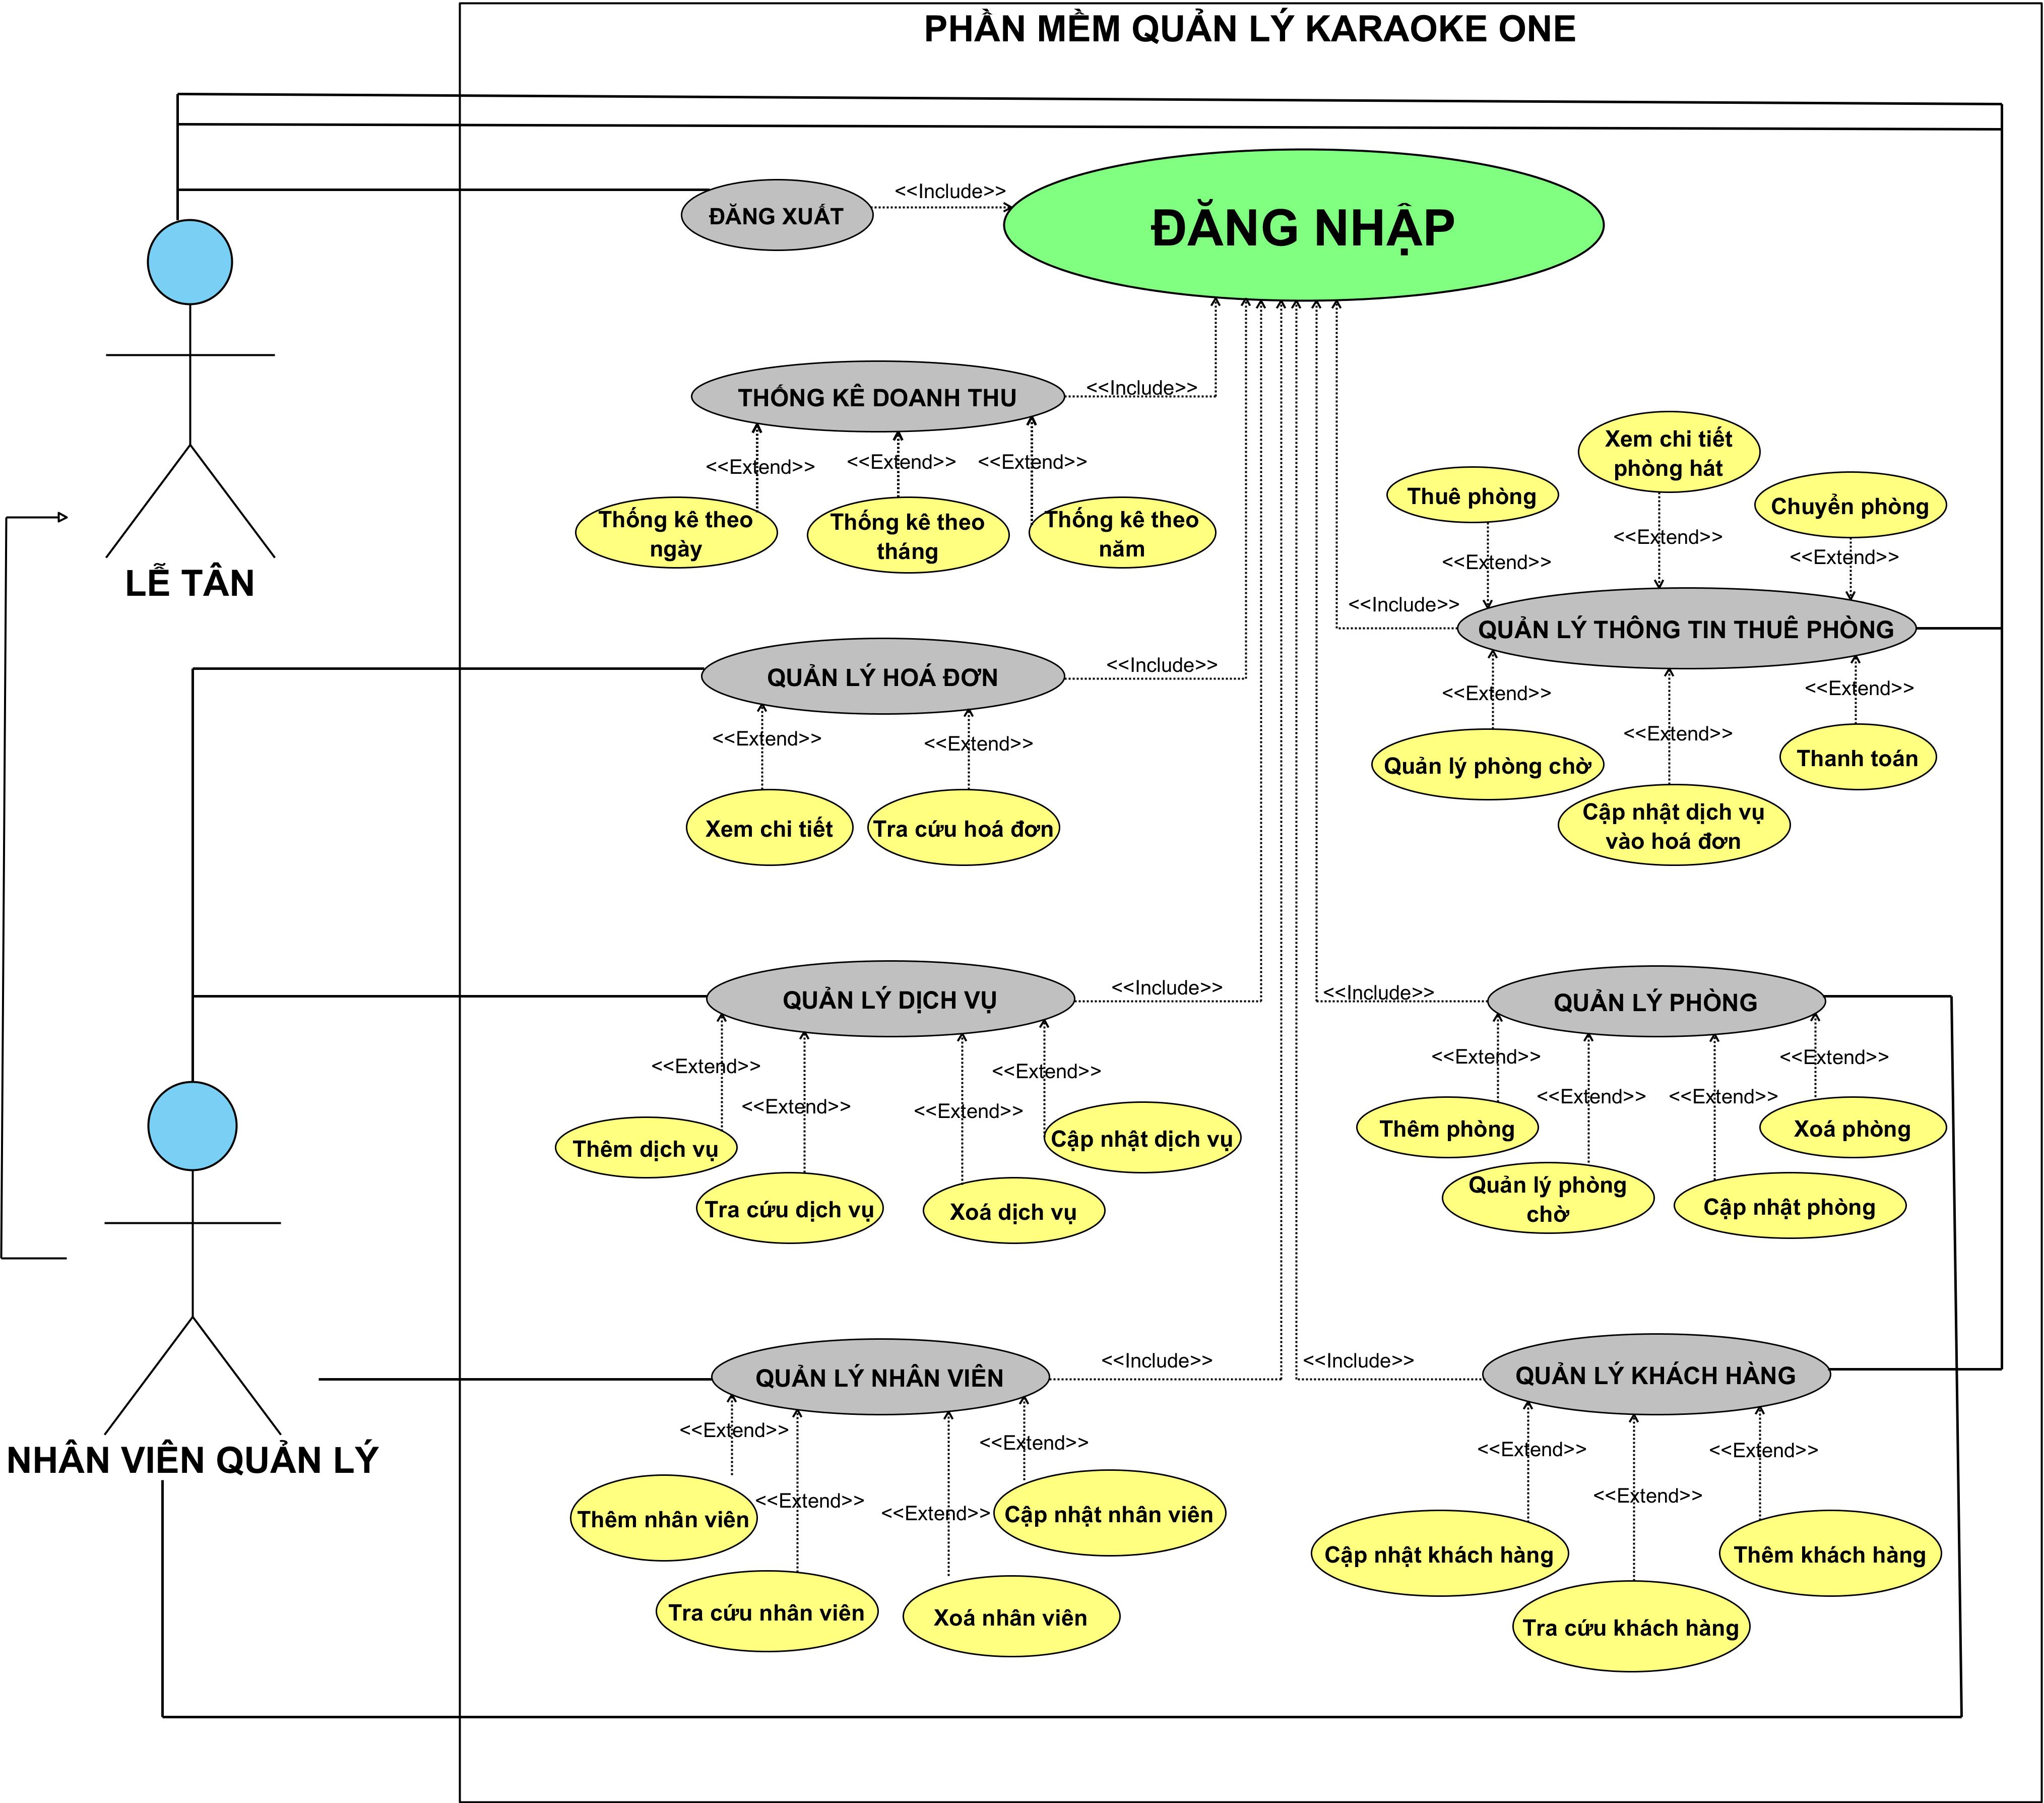 PHẦN MỀM QUẢN LÝ KARAOKE ONE
ĐĂNG XUẤT
<<Include>>
ĐĂNG NHẬP
LỄ TÂN
THỐNG KÊ DOANH THU
<<Include>>
<<Extend>>
<<Extend>>
<<Extend>>
Thống kê theo
ngày
Thống kê theo
tháng
Thống kê theo
năm
Thuê phòng
Xem chi tiết
phòng hát
Chuyển phòng
<<Extend>>
<<Extend>>
<<Extend>>
<<Include>>
QUẢN LÝ THÔNG TIN THUÊ PHÒNG
<<Extend>>
<<Extend>>
<<Extend>>
Quản lý phòng chờ
Cập nhật dịch vụ
vào hoá đơn
Thanh toán
QUẢN LÝ HOÁ ĐƠN
<<Include>>
<<Extend>>
<<Extend>>
Xem chi tiết
Tra cứu hoá đơn
QUẢN LÝ DỊCH VỤ
<<Include>>
<<Extend>>
<<Extend>>
<<Extend>>
<<Extend>>
Thêm dịch vụ
Tra cứu dịch vụ
Xoá dịch vụ
Cập nhật dịch vụ
<<Include>>
QUẢN LÝ PHÒNG
<<Extend>>
<<Extend>>
<<Extend>>
<<Extend>>
Thêm phòng
Quản lý phòng
chờ
Cập nhật phòng
Xoá phòng
NHÂN VIÊN QUẢN LÝ
QUẢN LÝ NHÂN VIÊN
<<Include>>
<<Extend>>
<<Extend>>
<<Extend>>
<<Extend>>
Thêm nhân viên
Tra cứu nhân viên
Xoá nhân viên
Cập nhật nhân viên
<<Include>>
QUẢN LÝ KHÁCH HÀNG
<<Extend>>
<<Extend>>
<<Extend>>
Cập nhật khách hàng
Tra cứu khách hàng
Thêm khách hàng